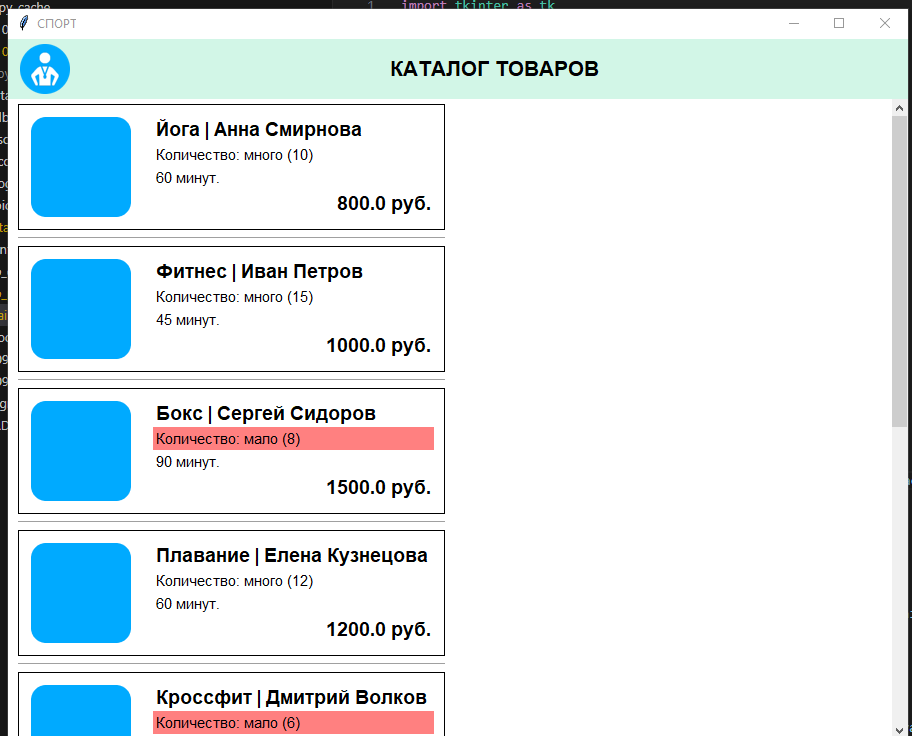 import tkinter as tk
СПОРТ
КАТАЛОГ ТОВАРОВ
Йога | Анна Смирнова
Количество: много (10)
60 минут.
800.0 руб.
Фитнес | Иван Петров
Количество: много (15)
45 минут.
1000.0 руб.
Бокс | Сергей Сидоров
Количество: мало (8)
90 минут.
1500.0 руб.
Плавание | Елена Кузнецова
Количество: много (12)
60 минут.
1200.0 руб.
Кроссфит | Дмитрий Волков
Количество: мало (6)